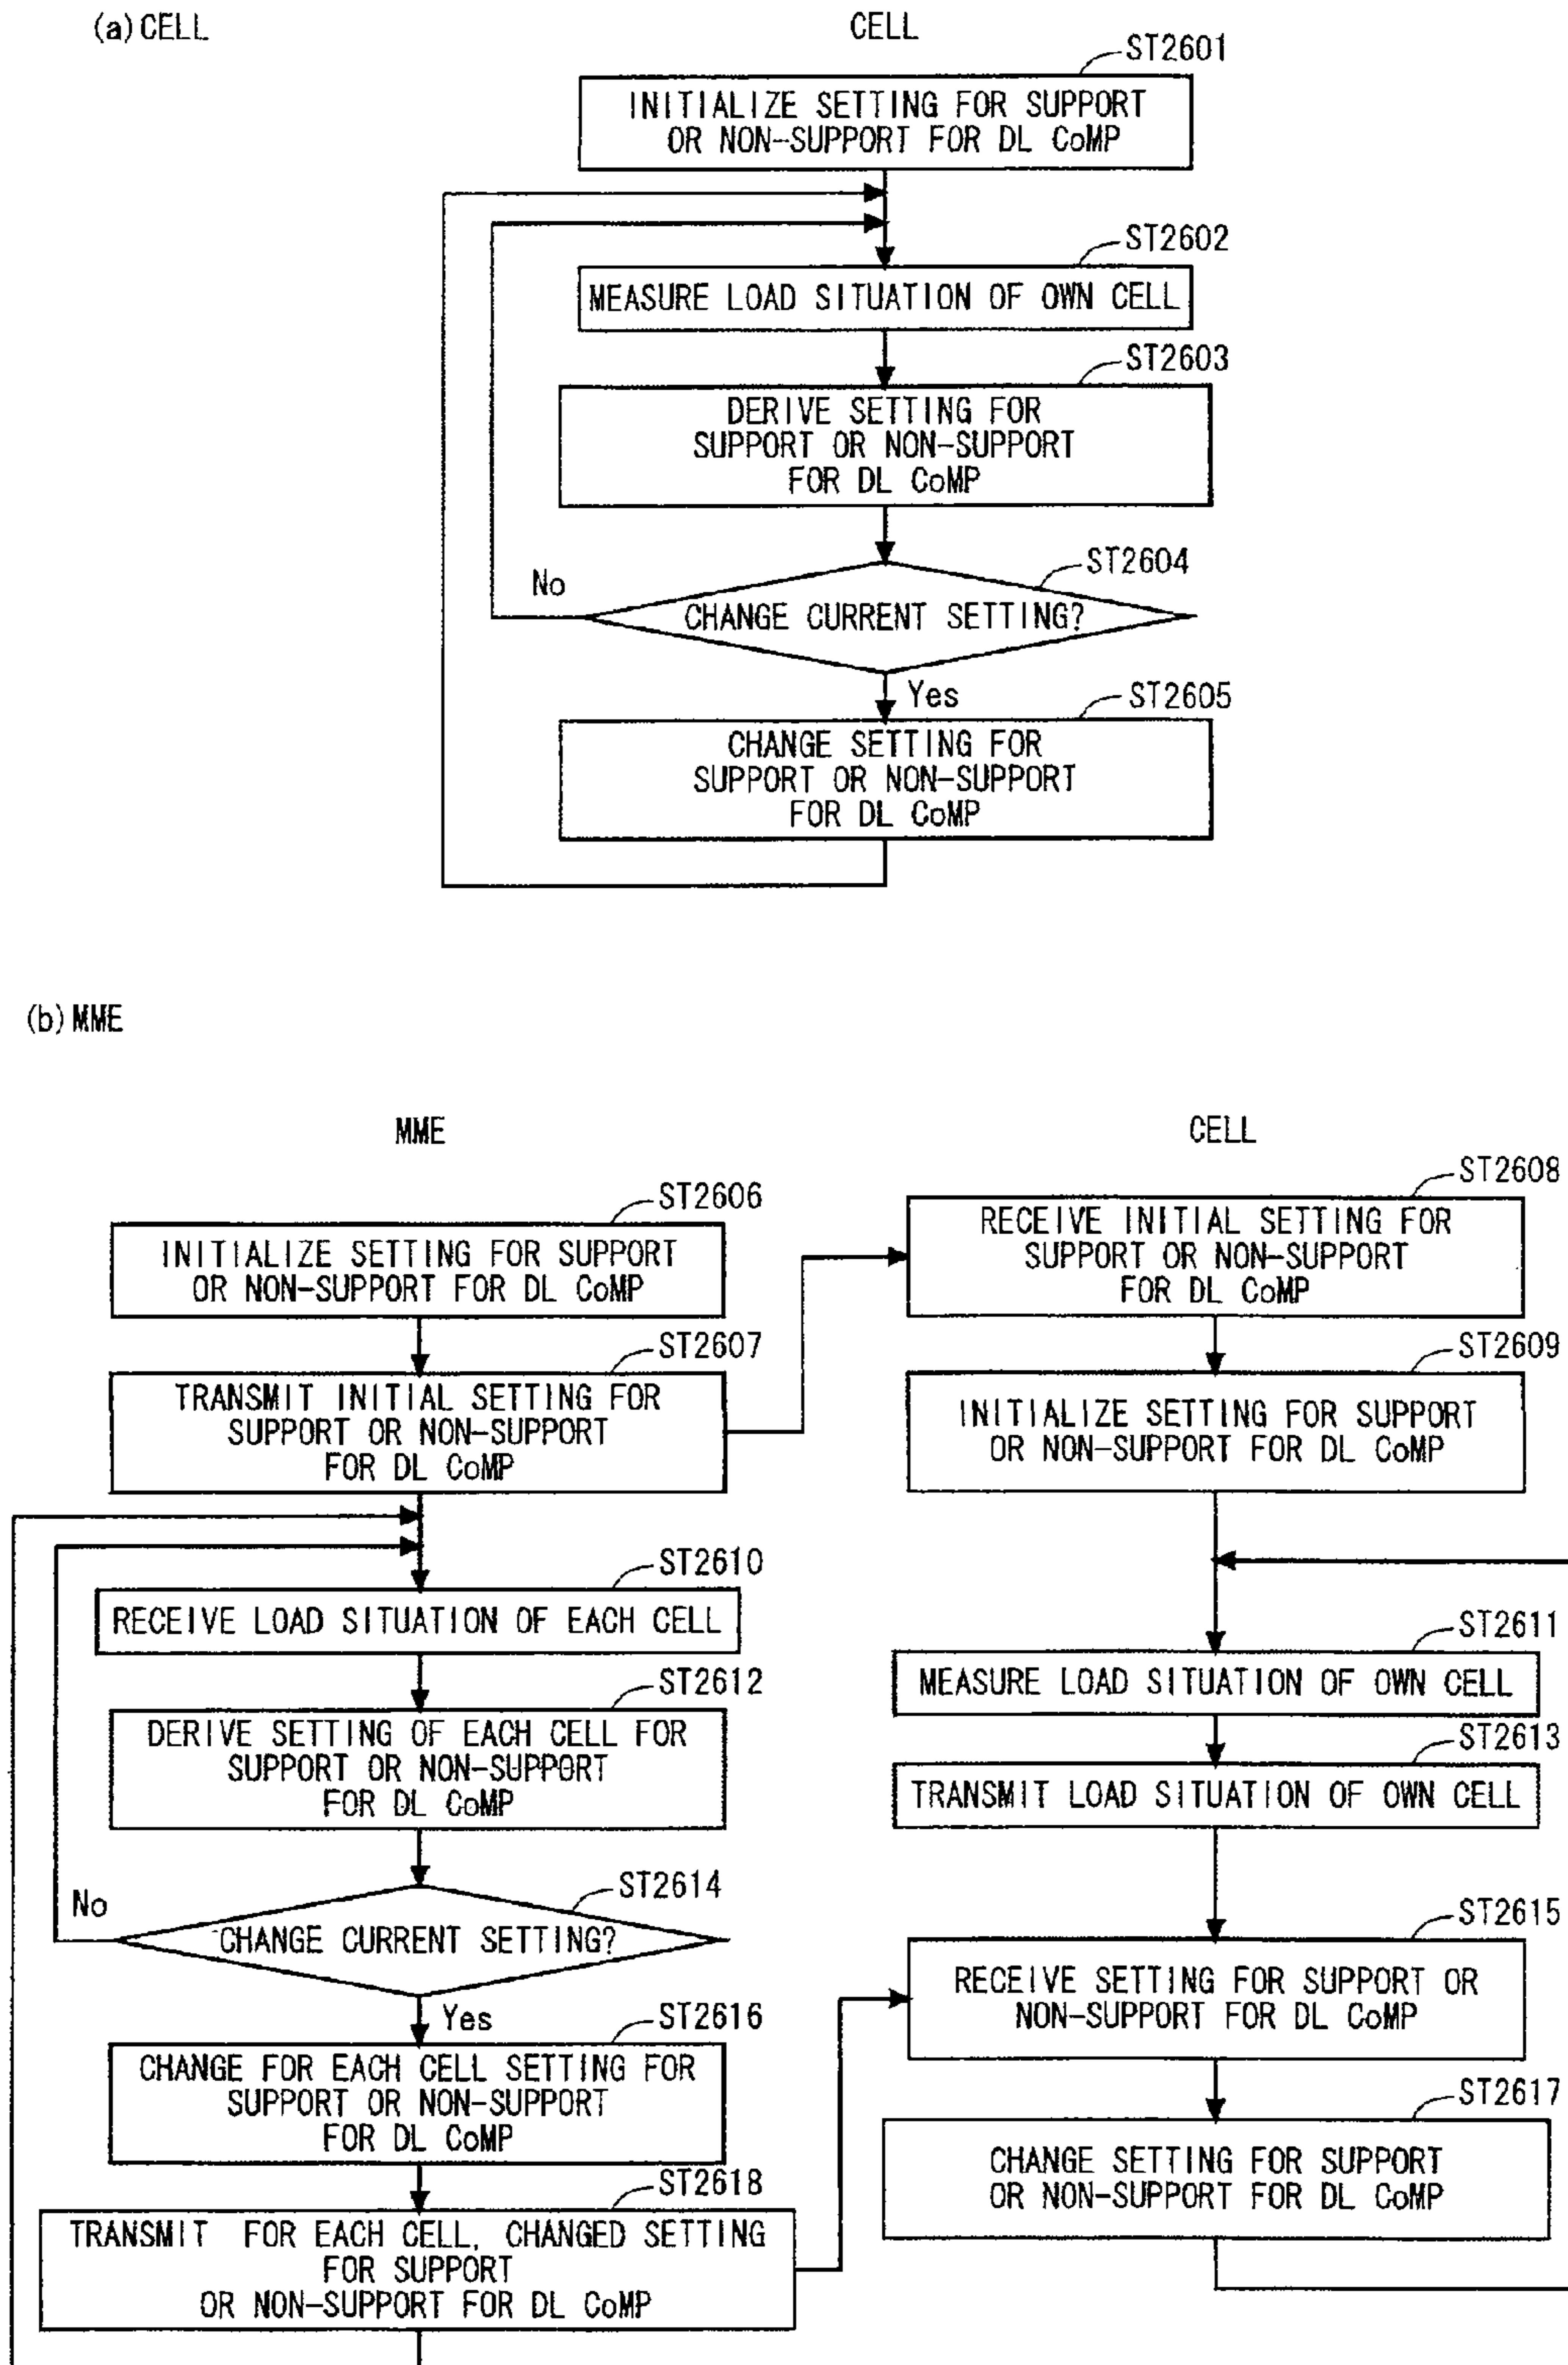 (a)CELL
CELL
ST2601
INITIALIZE SETTING FOR SUPPORT
OR NON-SUPPORT FOR DL CoMP
ST2602
MEASURE LOAD SITUATION OF OWN CELL
ST2603
DERIVE SETTING FOR
SUPPORT OR NON-SUPPORT
FOR DL CoMP
ST2604
No
CHANGE CURRENT SETTING?
Yes
ST2605
CHANGE SETTING FOR
SUPPORT OR NON-SUPPORT
FOR DL CoMP
(b)MME
MME
ST2606
INITIALIZE SETTING FOR SUPPORT
OR NON-SUPPORT FOR DL CoMP
ST2607
TRANSMIT INITIAL SETTING FOR
SUPPORT OR NON-SUPPORT
FOR DL CoMP
ST2610
RECEIVE LOAD SITUATION OF EACH CELL
ST2612
DERIVE SETTING OF EACH CELL FOR
SUPPORT OR NON-SUPPORT
FOR DL CoMP
ST2614
No
CHANGE CURRENT SETTING?
Yes
ST2616
CHANGE FOR EACH CELL SETTING FOR
SUPPORT OR NON-SUPPORT
FOR DL CoMP
ST2618
TRANSMIT FOR EACH CELL, CHANGED SETTING
FOR SUPPORT
OR NON-SUPPORT FOR DL CoMP
CELL
ST2608
RECEIVE INITIAL SETTING FOR
SUPPORT OR NON-SUPPORT
FOR DL CoMP
ST2609
INITIALIZE SETTING FOR SUPPORT
OR NON-SUPPORT FOR DL CoMP
ST2611
MEASURE LOAD SITUATION OF OWN CELL
ST2613
TRANSMIT LOAD SITUATION OF OWN CELL
ST2615
RECEIVE SETTING FOR SUPPORT OR
NON-SUPPORT FOR DL CoMP
ST2617
CHANGE SETTING FOR SUPPORT
OR NON-SUPPORT FOR DL CoMP